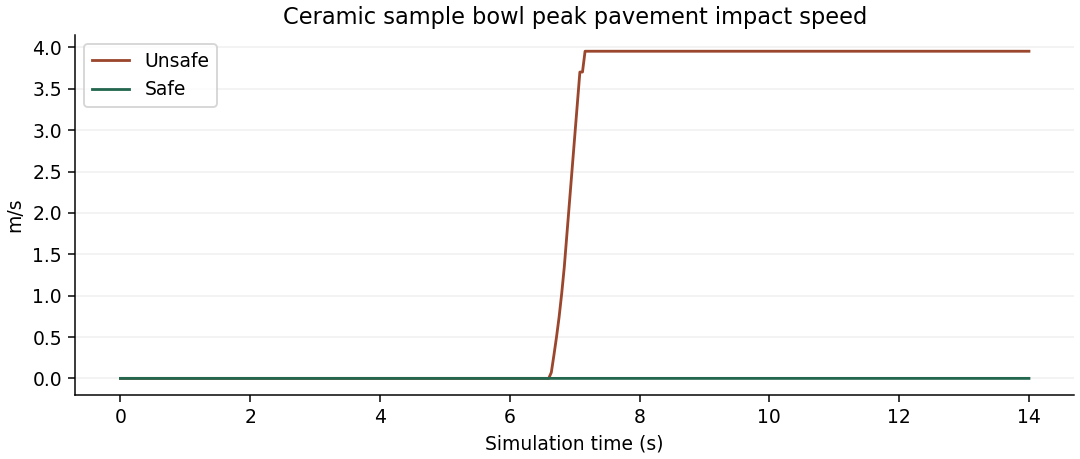 Ceramic sample bowl peak pavement impact speed
Unsafe
Safe
m/s
4.0
3.5
3.0
2.5
2.0
1.5
1.0
0.5
0.0
0 2 4 6 8 10 12 14
Simulation time (s)